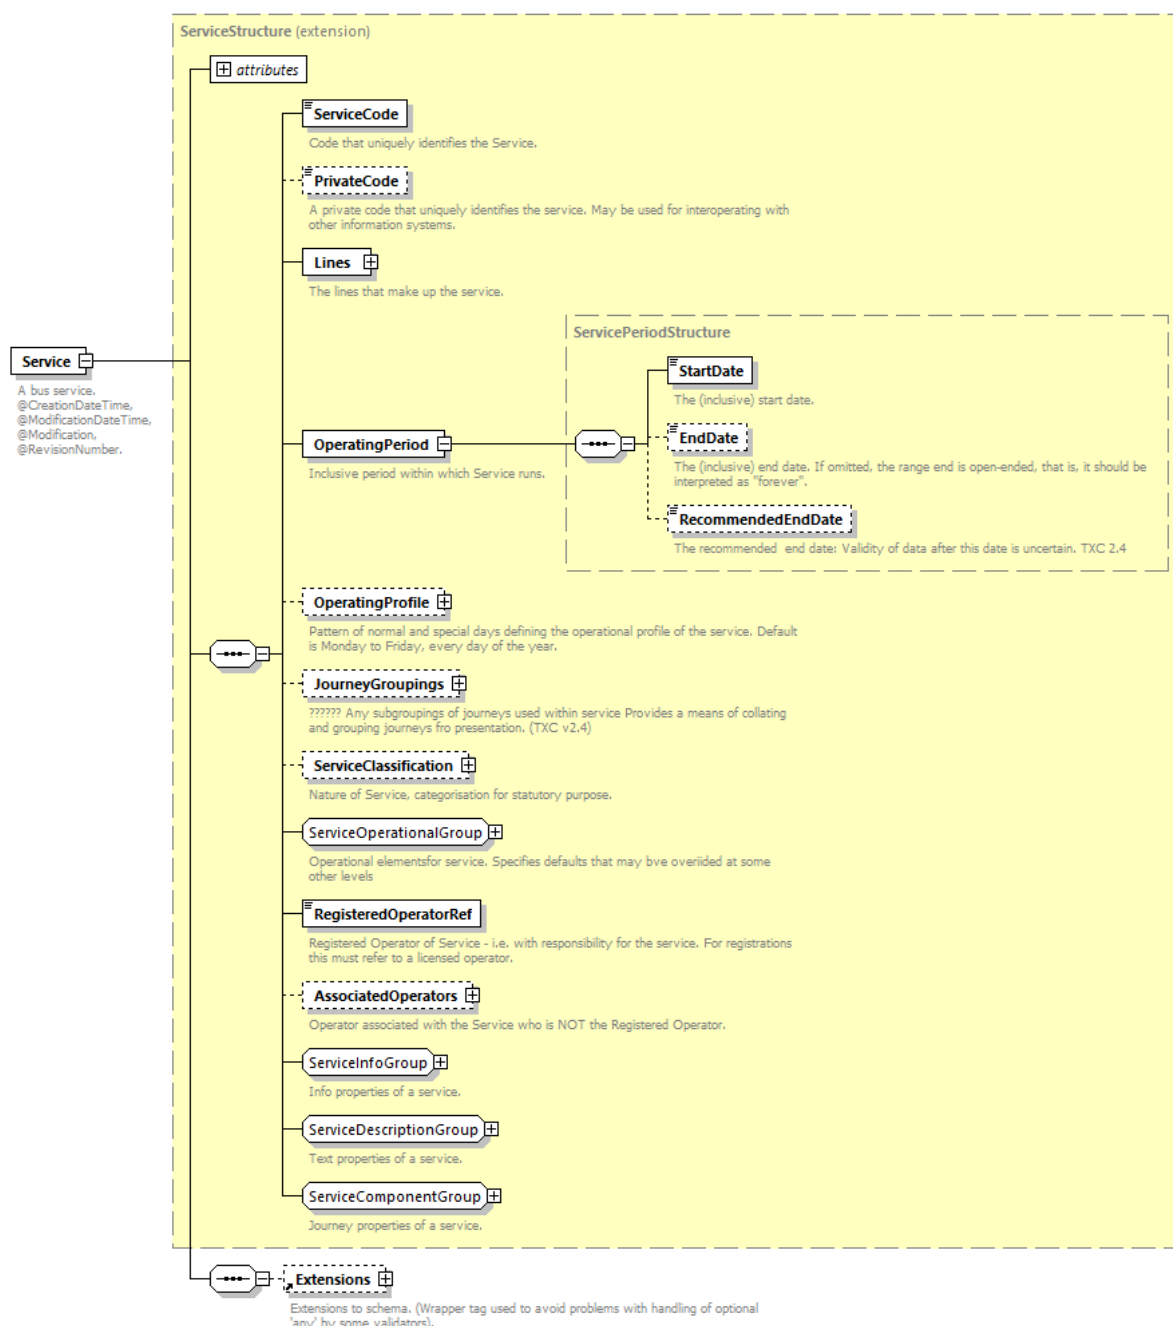 ServiceStructure (extension)
attributes
ServiceCode
Code that uniquely identifies the Service.
PrivateCode
A private code that uniquely identifies the service. May be used for interoperating with
other information systems.
Lines
The lines that make up the service.
ServicePeriodStructure
Service
A bus service.
@CreationDateTime,
@ModificationDateTime,
@Modification,
@RevisionNumber.
StartDate
The (inclusive) start date.
OperatingPeriod
Inclusive period within which Service runs.
EndDate
The (inclusive) end date. If omitted, the range end is open-ended, that is, it should be
interpreted as "forever".
RecommendedEndDate
The recommended  end date: Validity of data after this date is uncertain. TXC 2.4
OperatingProfile
Pattern of normal and special days defining the operational profile of the service. Default
is Monday to Friday, every day of the year.
JourneyGroupings
?????? Any subgroupings of journeys used within service Provides a means of collating
and grouping journeys fro presentation. (TXC v2.4)
ServiceClassification
Nature of Service, categorisation for statutory purpose.
ServiceOperationalGroup
Operational elementsfor service. Specifies defaults that may bve overiided at some
other levels
RegisteredOperatorRef
Registered Operator of Service - i.e. with responsibility for the service. For registrations
this must refer to a licensed operator.
AssociatedOperators
Operator associated with the Service who is NOT the Registered Operator.
ServiceInfoGroup
Info properties of a service.
ServiceDescriptionGroup
Text properties of a service.
ServiceComponentGroup
Journey properties of a service.
Extensions
Extensions to schema. (Wrapper tag used to avoid problems with handling of optional
'any' by some validators).